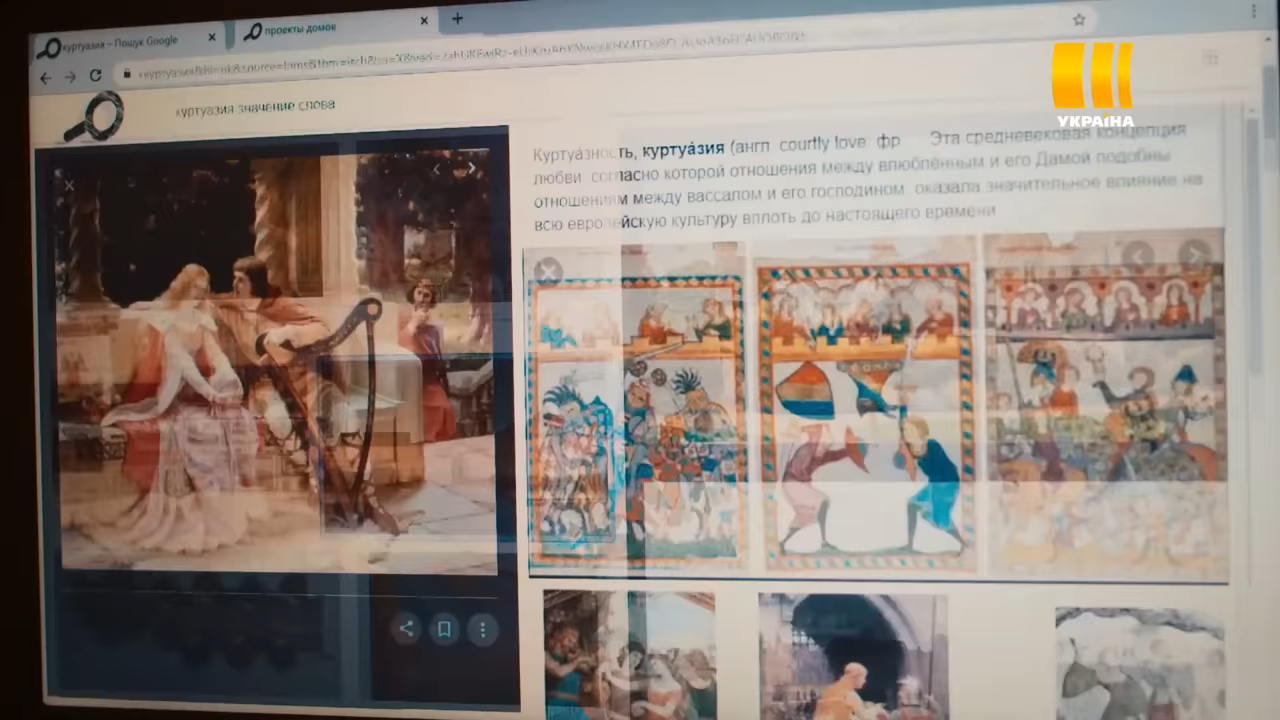 куртуазия – Пошук Google
проекты домов
куртуазия значение слова
УКРАЇНА
Куртуа́зность, куртуа́зия (англ courtly love фр Эта средневековая концепция
любви согласно которой отношения между влюблённым и его Дамой подобны
отношениям между вассалом и его господином оказала значительное влияние на
всю европейскую культуру вплоть до настоящего времени